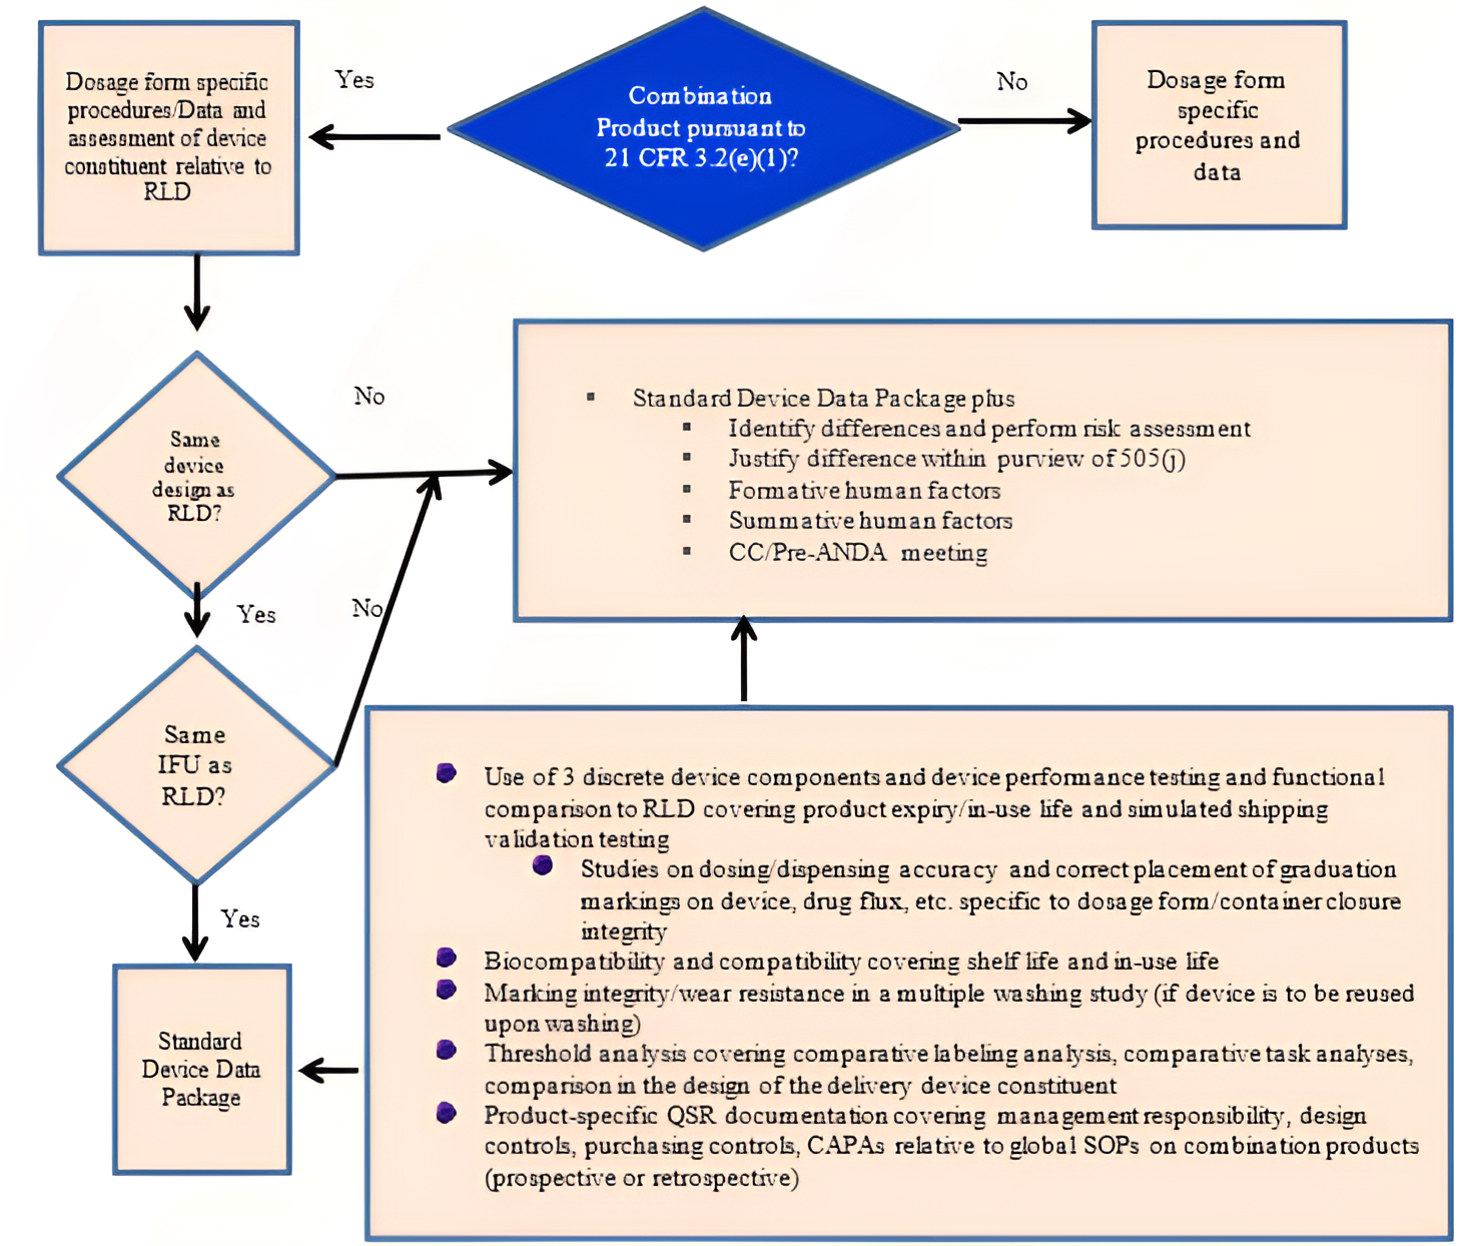 Dosage form specific
procedures/Data and
assessment of device
constituent relative to
RLD
Yes
Combination
Product pursuant to
21 CFR 3.2(e)(1)?
No
Dosage form
specific
procedures and
data
Same
device
design as
RLD?
No
Yes
No
▪ Standard Device Data Package plus
▪ Identify differences and perform risk assessment
▪ Justify difference within purview of 505(j)
▪ Formative human factors
▪ Summative human factors
▪ CC/Pre-ANDA meeting
Same
IFU as
RLD?
Yes
Standard
Device Data
Package
● Use of 3 discrete device components and device performance testing and functional
comparison to RLD covering product expiry/in-use life and simulated shipping
validation testing
● Studies on dosing/dispensing accuracy and correct placement of graduation
markings on device, drug flux, etc. specific to dosage form/container closure
integrity
● Biocompatibility and compatibility covering shelf life and in-use life
● Marking integrity/wear resistance in a multiple washing study (if device is to be reused
upon washing)
● Threshold analysis covering comparative labeling analysis, comparative task analyses,
comparison in the design of the delivery device constituent
● Product-specific QSR documentation covering management responsibility, design
controls, purchasing controls, CAPAs relative to global SOPs on combination products
(prospective or retrospective)